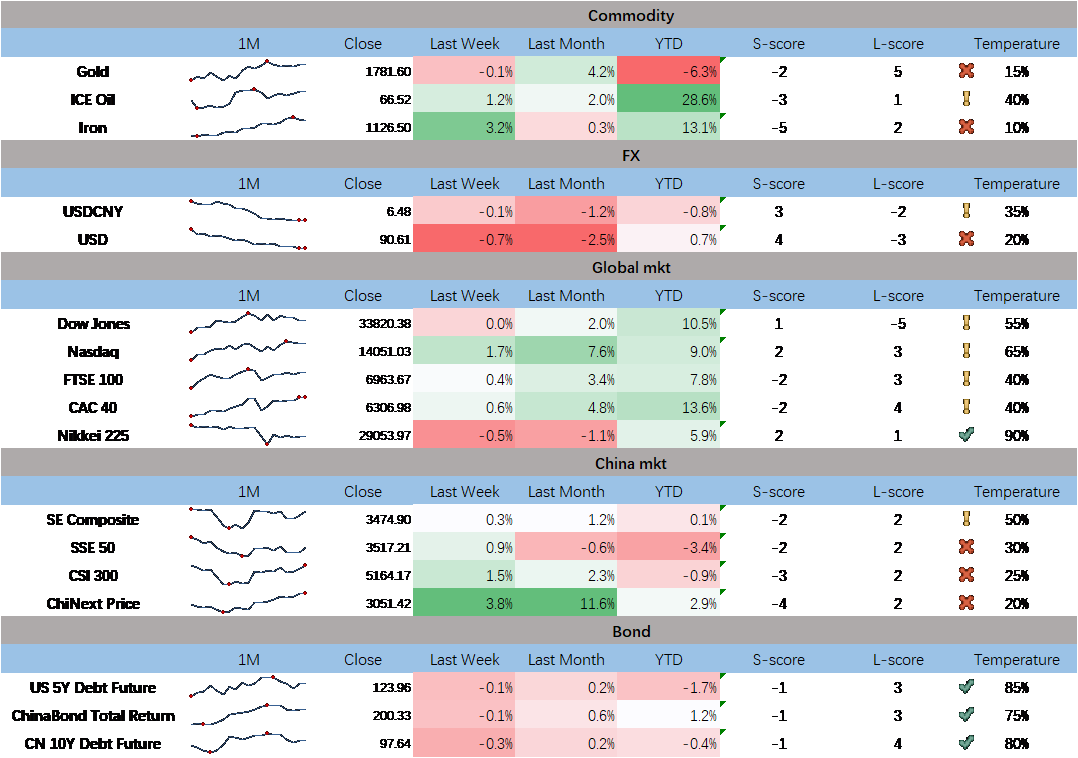 Commodity
1M Close Last Week Last Month YTD S-score L-score Temperature
Gold 1781.60 -0.1% 4.2% -6.3% -2 5 15%
ICE Oil 66.52 1.2% 2.0% 28.6% -3 1 40%
Iron 1126.50 3.2% 0.3% 13.1% -5 2 10%
FX
1M Close Last Week Last Month YTD S-score L-score Temperature
USDCNY 6.48 -0.1% -1.2% -0.8% 3 -2 35%
USD 90.61 -0.7% -2.5% 0.7% 4 -3 20%
Global mkt
1M Close Last Week Last Month YTD S-score L-score Temperature
Dow Jones 33820.38 0.0% 2.0% 10.5% 1 -5 55%
Nasdaq 14051.03 1.7% 7.6% 9.0% 2 3 65%
FTSE 100 6963.67 0.4% 3.4% 7.8% -2 3 40%
CAC 40 6306.98 0.6% 4.8% 13.6% -2 4 40%
Nikkei 225 29053.97 -0.5% -1.1% 5.9% 2 1 90%
China mkt
1M Close Last Week Last Month YTD S-score L-score Temperature
SE Composite 3474.90 0.3% 1.2% 0.1% -2 2 50%
SSE 50 3517.21 0.9% -0.6% -3.4% -2 2 30%
CSI 300 5164.17 1.5% 2.3% -0.9% -3 2 25%
ChiNext Price 3051.42 3.8% 11.6% 2.9% -4 2 20%
Bond
1M Close Last Week Last Month YTD S-score L-score Temperature
US 5Y Debt Future 123.96 -0.1% 0.2% -1.7% -1 3 85%
ChinaBond Total Return 200.33 -0.1% 0.6% 1.2% -1 3 75%
CN 10Y Debt Future 97.64 -0.3% 0.2% -0.4% -1 4 80%